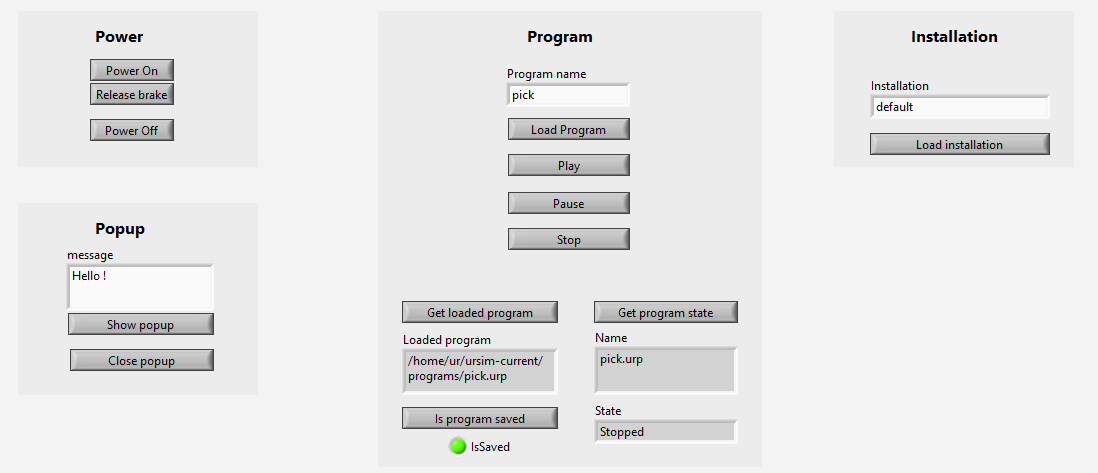 Power
Power On
Release brake
Power Off
Popup
message
Hello !
Show popup
Close popup
Program
Program name
pick
Load Program
Play
Pause
Stop
Get loaded program
Loaded program
/home/ur/ursim-current/
programs/pick.urp
Is program saved
IsSaved
Get program state
Name
pick.urp
State
Stopped
Installation
Installation
default
Load installation